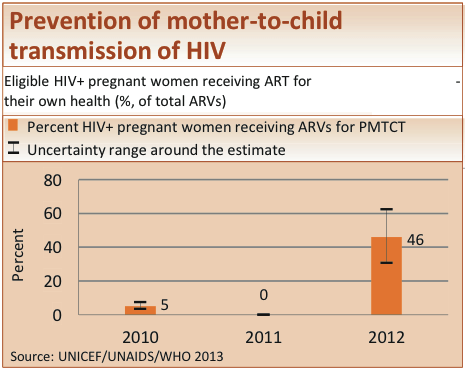 Prevention of mother-to-child
transmission of HIV
Eligible HIV+ pregnant women receiving ART for -
their own health (%, of total ARVs)
Percent HIV+ pregnant women receiving ARVs for PMTCT
Uncertainty range around the estimate
80
60
40
20
0
Percent
5
0
46
2010 2011 2012
Source: UNICEF/UNAIDS/WHO 2013